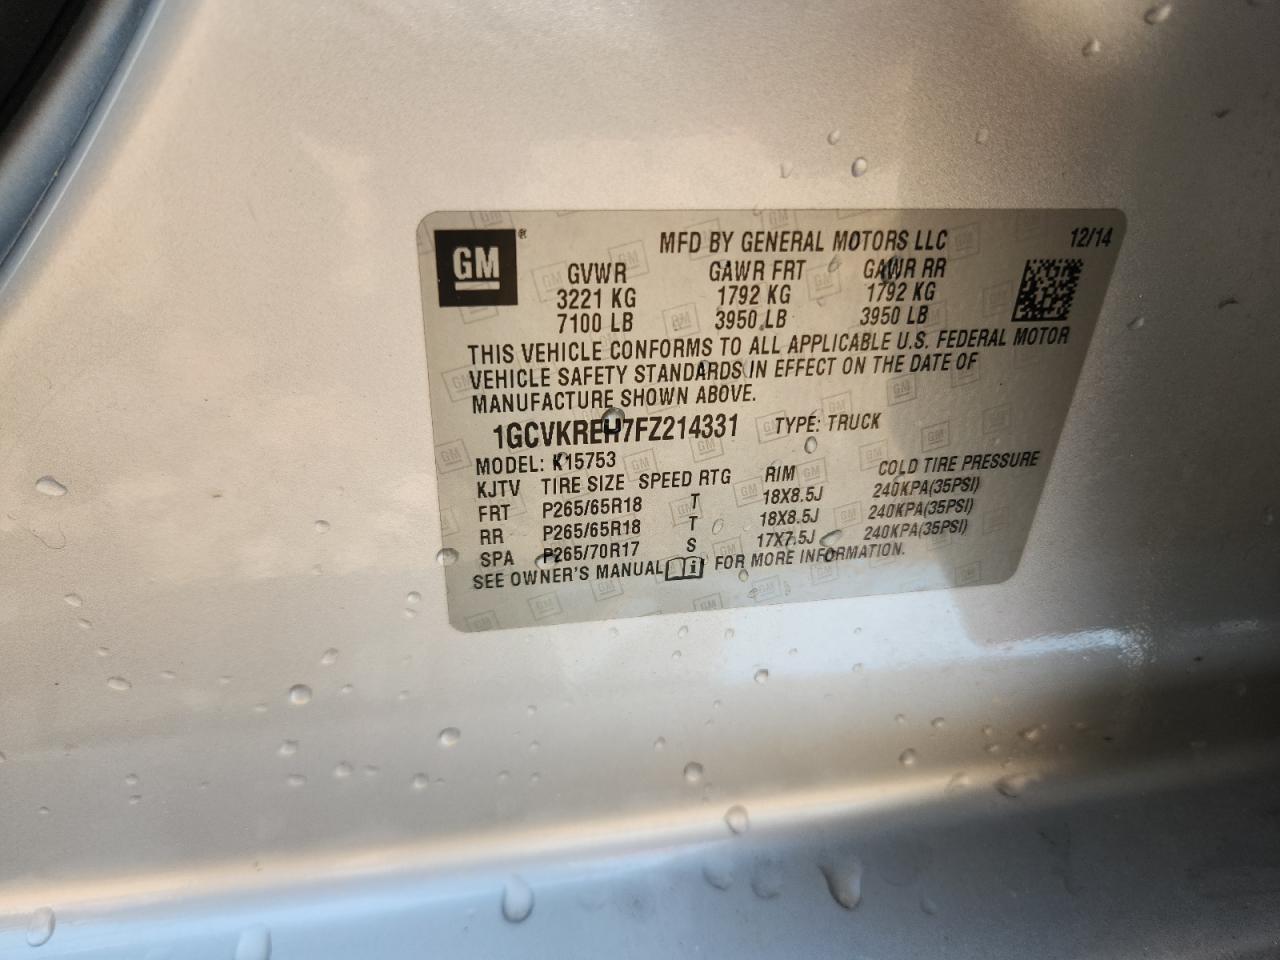 GM®
MFD BY GENERAL MOTORS LLC 12/14
GVWR GAWR FRT GAWR RR
3221 KG 1792 KG 1792 KG
7100 LB 3950 LB 3950 LB
THIS VEHICLE CONFORMS TO ALL APPLICABLE U.S. FEDERAL MOTOR
VEHICLE SAFETY STANDARDS IN EFFECT ON THE DATE OF
MANUFACTURE SHOWN ABOVE.
1GCVKREH7FZ214331 TYPE: TRUCK
MODEL: K15753
KJTV TIRE SIZE SPEED RTG RIM COLD TIRE PRESSURE
FRT P265/65R18 T 18X8.5J 240KPA(35PSI)
RR P265/65R18 T 18X8.5J 240KPA(35PSI)
SPA P265/70R17 S 17X7.5J 240KPA(35PSI)
SEE OWNER'S MANUAL i FOR MORE INFORMATION.